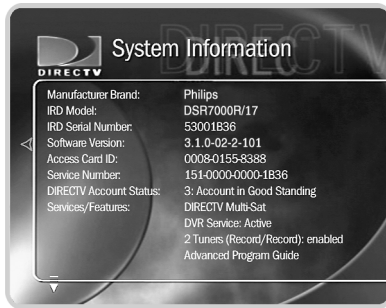 DIRECTV
DIRECTV
System Information
Manufacturer Brand: Philips
IRD Model: DSR7000R/17
IRD Serial Number: 53001B36
Software Version: 3.1.0-02-2-101
Access Card ID: 0008-0155-8388
Service Number: 151-0000-0000-1B36
DIRECTV Account Status: 3: Account in Good Standing
Services/Features: DIRECTV Multi-Sat
DVR Service: Active
2 Tuners (Record/Record): enabled
Advanced Program Guide